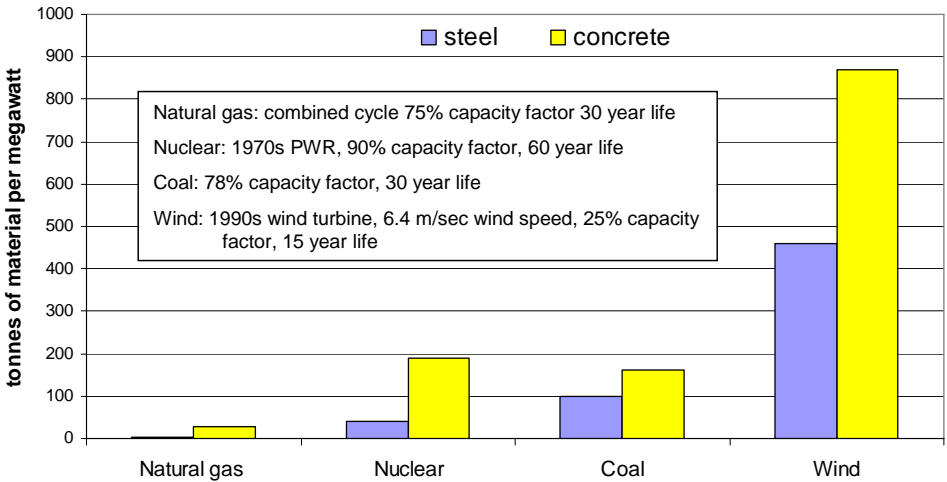 1000
900
800
700
600
500
400
300
200
100
0
tonnes of material per megawatt
steel concrete
Natural gas: combined cycle 75% capacity factor 30 year life
Nuclear: 1970s PWR, 90% capacity factor, 60 year life
Coal: 78% capacity factor, 30 year life
Wind: 1990s wind turbine, 6.4 m/sec wind speed, 25% capacity
factor, 15 year life
Natural gas Nuclear Coal Wind